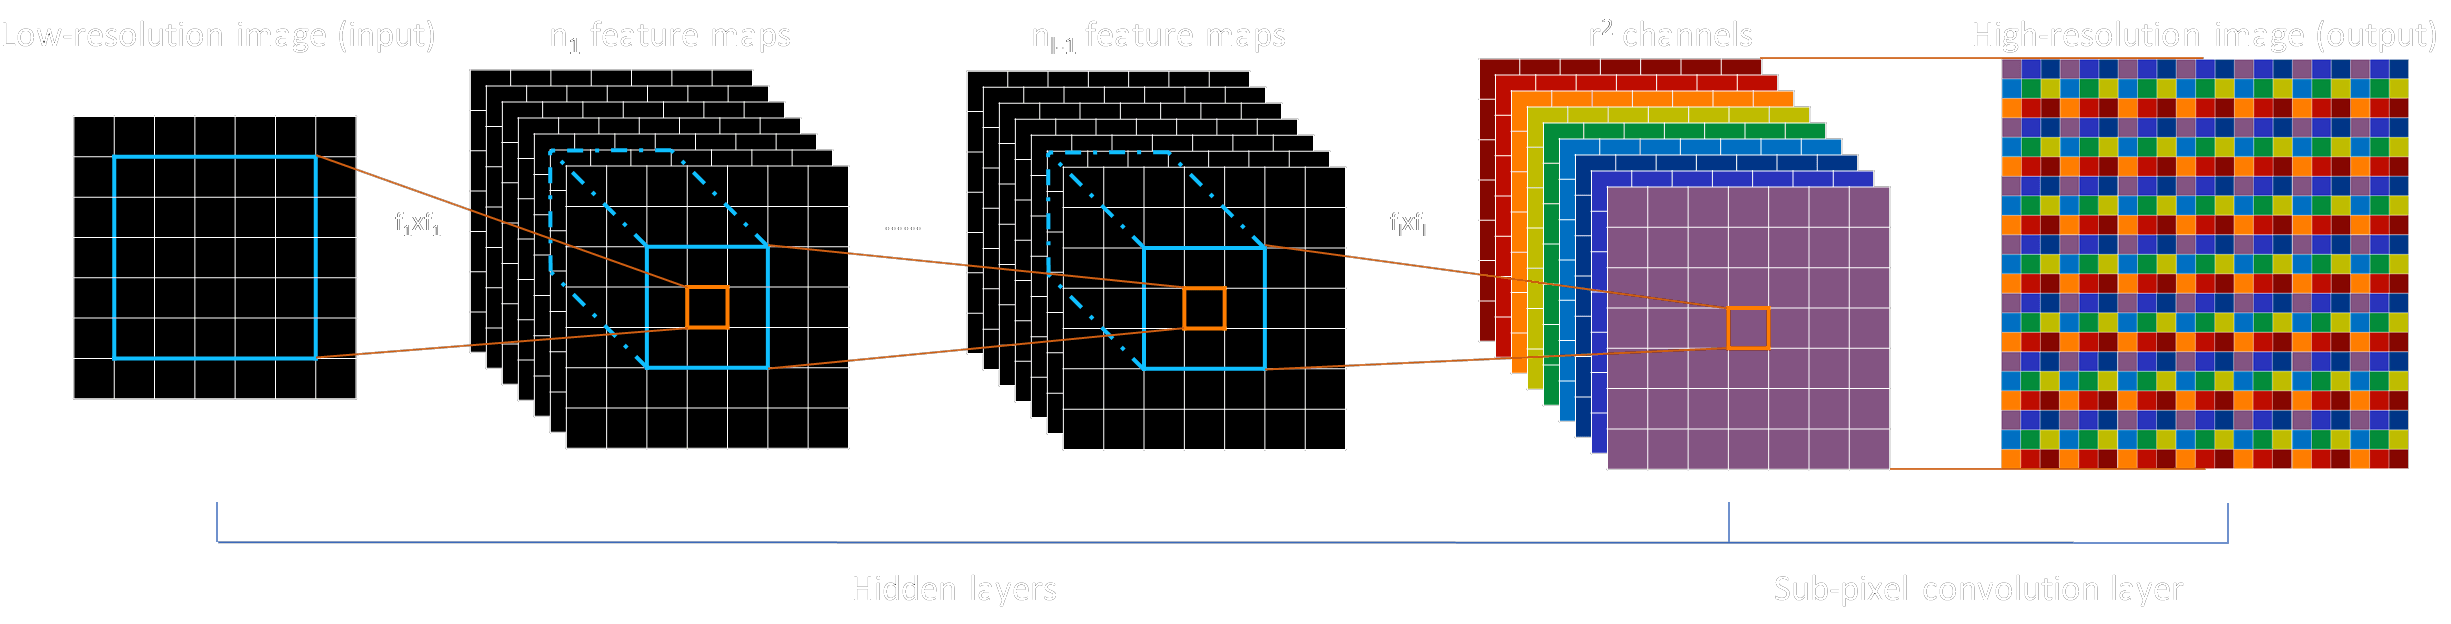 Low-resolution image (input)
n₁ feature maps
nₗ₋₁ feature maps
r² channels
High-resolution image (output)
f₁xf₁
.......
fₗxfₗ
Hidden layers
Sub-pixel convolution layer